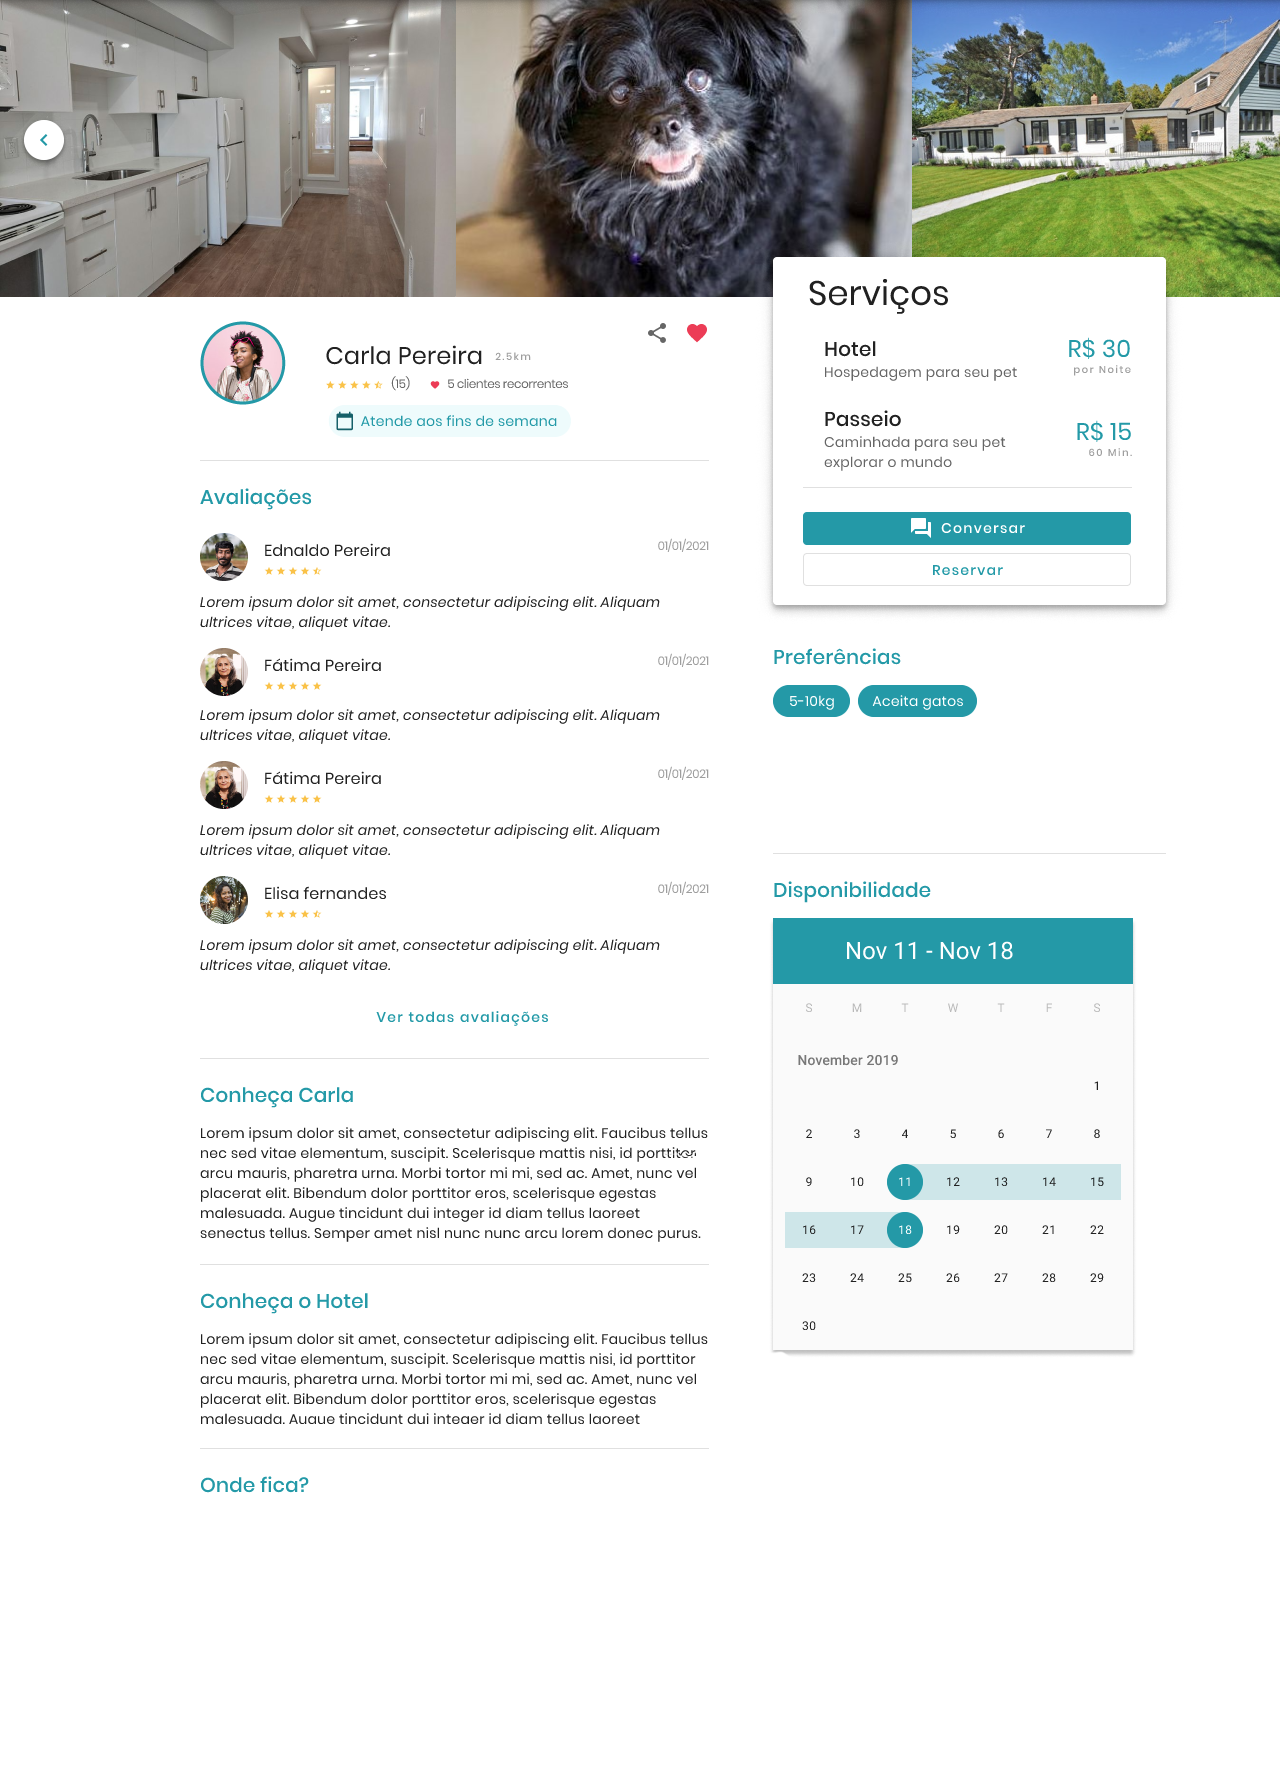 Serviços
Hotel
Hospedagem para seu pet
R$ 30
por Noite
Passeio
Caminhada para seu pet
explorar o mundo
R$ 15
60 Min.
Conversar
Reservar
Carla Pereira 2.5km
(15) 5 clientes recorrentes
Atende aos fins de semana
Avaliações
Ednaldo Pereira 01/01/2021
Lorem ipsum dolor sit amet, consectetur adipiscing elit. Aliquam
ultrices vitae, aliquet vitae.
Fátima Pereira 01/01/2021
Lorem ipsum dolor sit amet, consectetur adipiscing elit. Aliquam
ultrices vitae, aliquet vitae.
Fátima Pereira 01/01/2021
Lorem ipsum dolor sit amet, consectetur adipiscing elit. Aliquam
ultrices vitae, aliquet vitae.
Elisa fernandes 01/01/2021
Lorem ipsum dolor sit amet, consectetur adipiscing elit. Aliquam
ultrices vitae, aliquet vitae.
Ver todas avaliações
Conheça Carla
Lorem ipsum dolor sit amet, consectetur adipiscing elit. Faucibus tellus
nec sed vitae elementum, suscipit. Scelerisque mattis nisi, id porttitor
arcu mauris, pharetra urna. Morbi tortor mi mi, sed ac. Amet, nunc vel
placerat elit. Bibendum dolor porttitor eros, scelerisque egestas
malesuada. Augue tincidunt dui integer id diam tellus laoreet
senectus tellus. Semper amet nisl nunc nunc arcu lorem donec purus.
Conheça o Hotel
Lorem ipsum dolor sit amet, consectetur adipiscing elit. Faucibus tellus
nec sed vitae elementum, suscipit. Scelerisque mattis nisi, id porttitor
arcu mauris, pharetra urna. Morbi tortor mi mi, sed ac. Amet, nunc vel
placerat elit. Bibendum dolor porttitor eros, scelerisque egestas
malesuada. Augue tincidunt dui integer id diam tellus laoreet
Onde fica?
Preferências
5-10kg Aceita gatos
Disponibilidade
Nov 11 - Nov 18
S M T W T F S
November 2019
1
2 3 4 5 6 7 8
9 10 11 12 13 14 15
16 17 18 19 20 21 22
23 24 25 26 27 28 29
30